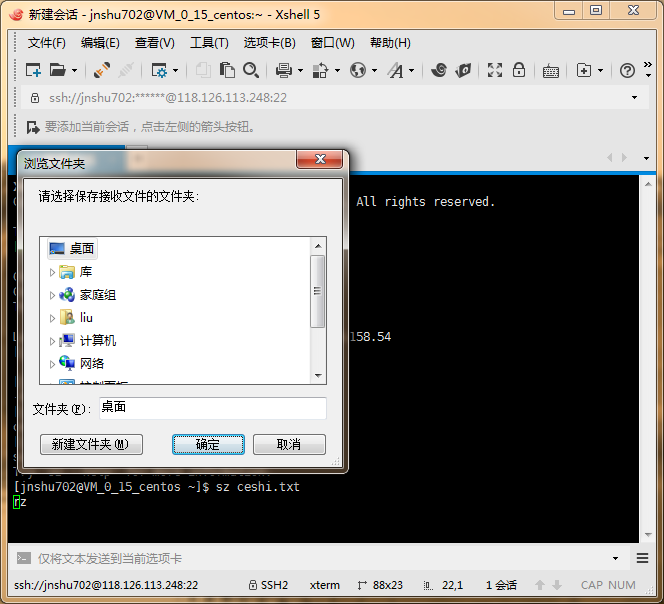 新建会话 - jnshu702@VM_0_15_centos:~ - Xshell 5
文件(F) 编辑(E) 查看(V) 工具(T) 选项卡(B) 窗口(W) 帮助(H)
ssh://jnshu702:******@118.126.113.248:22
要添加当前会话，点击左侧的箭头按钮。
浏览文件夹
请选择保存接收文件的文件夹：
All rights reserved.
桌面
库
家庭组
liu
158.54
计算机
网络
控制面板
文件夹(F): 桌面
新建文件夹(M) 确定 取消
[jnshu702@VM_0_15_centos ~]$ sz ceshi.txt
rz
仅将文本发送到当前选项卡
ssh://jnshu702@118.126.113.248:22 SSH2 xterm 88x23 22,1 1 会话 CAP NUM